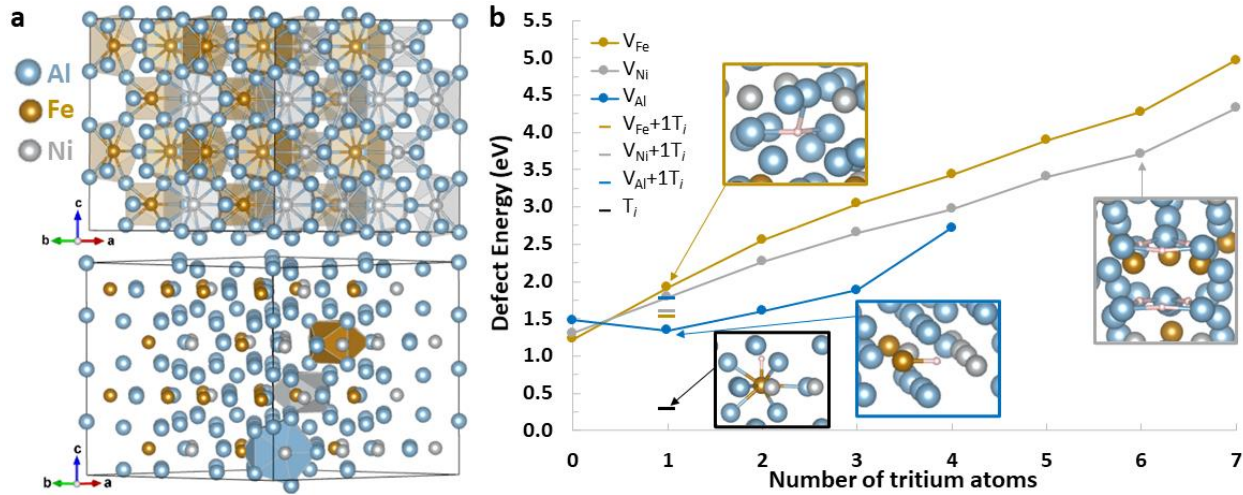 a
Al
Fe
Ni
c
b
a
c
b
a
b
Defect Energy (eV)
5.5
5.0
4.5
4.0
3.5
3.0
2.5
2.0
1.5
1.0
0.5
0.0
V_Fe
V_Ni
V_Al
V_Fe+1T_i
V_Ni+1T_i
V_Al+1T_i
T_i
0 1 2 3 4 5 6 7
Number of tritium atoms